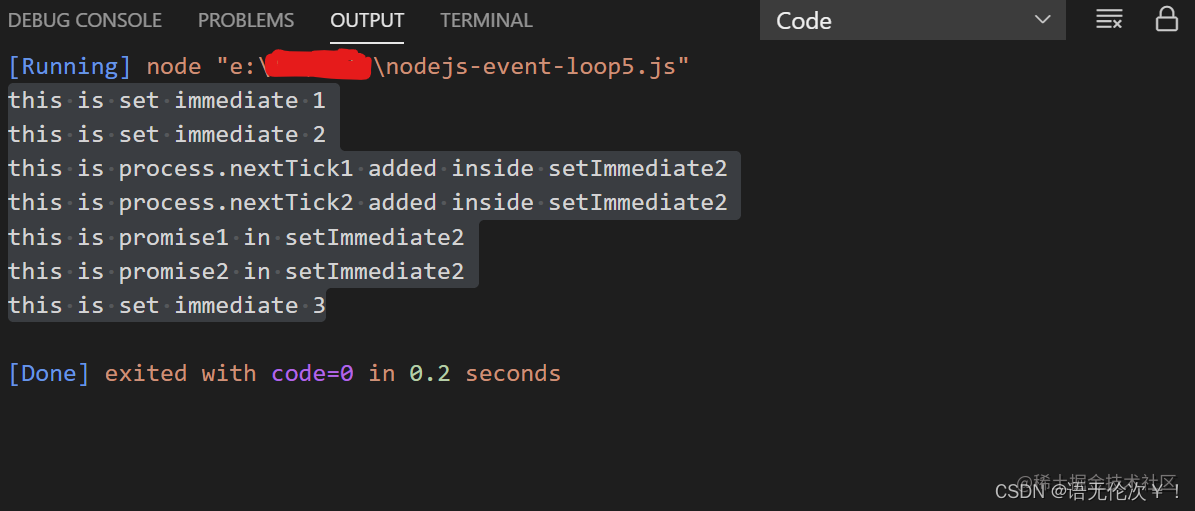 DEBUG CONSOLE PROBLEMS OUTPUT TERMINAL Code
[Running] node "e:\ \nodejs-event-loop5.js"
this is set immediate 1
this is set immediate 2
this is process.nextTick1 added inside setImmediate2
this is process.nextTick2 added inside setImmediate2
this is promise1 in setImmediate2
this is promise2 in setImmediate2
this is set immediate 3
[Done] exited with code=0 in 0.2 seconds
@稀土掘金技术社区
CSDN @语无伦次￥！